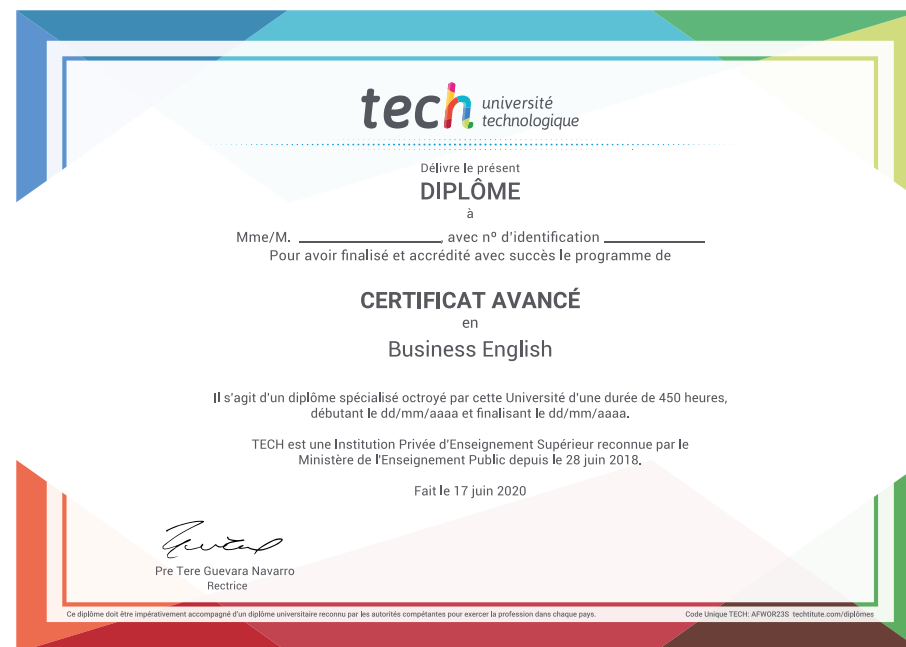 tech université
technologique
Délivre le présent
DIPLÔME
à
Mme/M. ____________________, avec nº d'identification ______________
Pour avoir finalisé et accrédité avec succès le programme de
CERTIFICAT AVANCÉ
en
Business English
Il s'agit d'un diplôme spécialisé octroyé par cette Université d'une durée de 450 heures,
débutant le dd/mm/aaaa et finalisant le dd/mm/aaaa.
TECH est une Institution Privée d'Enseignement Supérieur reconnue par le
Ministère de l'Enseignement Public depuis le 28 juin 2018.
Fait le 17 juin 2020
Pre Tere Guevara Navarro
Rectrice
Ce diplôme doit être impérativement accompagné d'un diplôme universitaire reconnu par les autorités compétantes pour exercer la profession dans chaque pays.
Code Unique TECH: AFWOR23S techtitute.com/diplômes